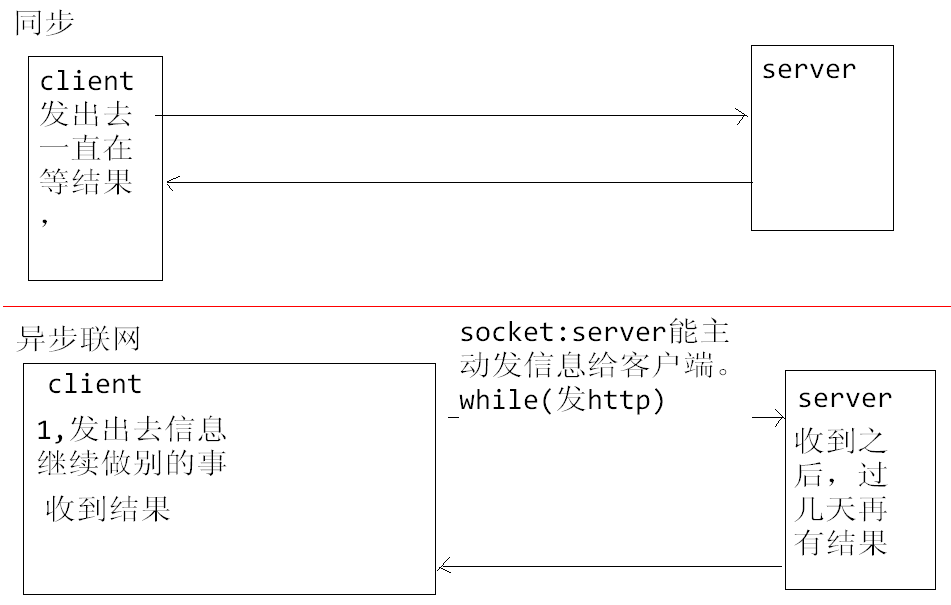 同步
client
发出去
一直在
等结果
，
server
异步联网
socket:server能主
动发信息给客户端。
while(发http)
client
1,发出去信息
继续做别的事
收到结果
server
收到之
后，过
几天再
有结果